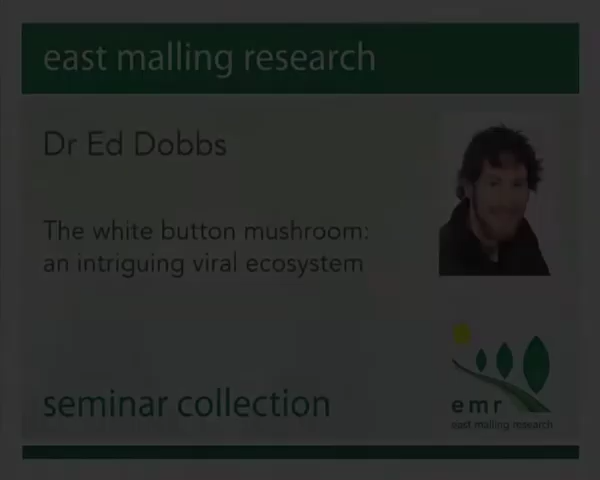 east malling research
Dr Ed Dobbs
The white button mushroom:
an intriguing viral ecosystem
seminar collection
emr
east malling research